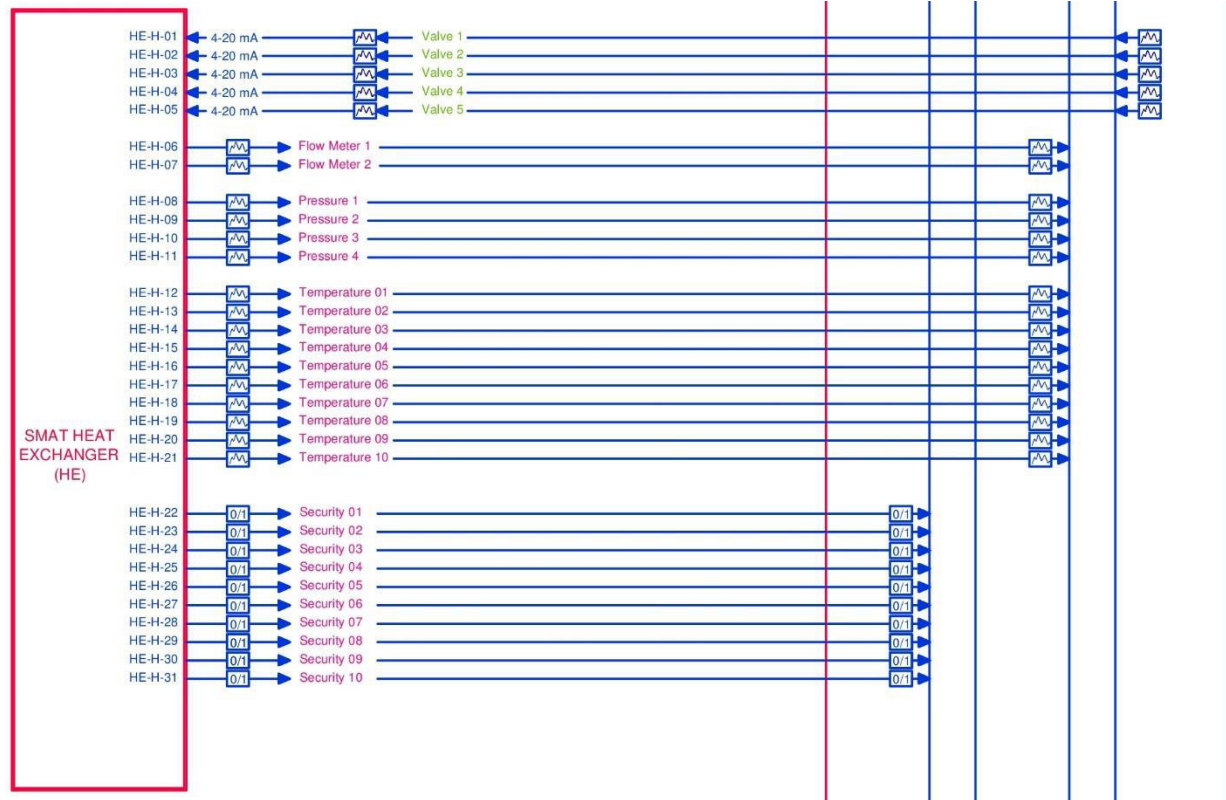 HE-H-01 4-20 mA Valve 1
HE-H-02 4-20 mA Valve 2
HE-H-03 4-20 mA Valve 3
HE-H-04 4-20 mA Valve 4
HE-H-05 4-20 mA Valve 5
HE-H-06 Flow Meter 1
HE-H-07 Flow Meter 2
HE-H-08 Pressure 1
HE-H-09 Pressure 2
HE-H-10 Pressure 3
HE-H-11 Pressure 4
HE-H-12 Temperature 01
HE-H-13 Temperature 02
HE-H-14 Temperature 03
HE-H-15 Temperature 04
HE-H-16 Temperature 05
HE-H-17 Temperature 06
HE-H-18 Temperature 07
HE-H-19 Temperature 08
HE-H-20 Temperature 09
HE-H-21 Temperature 10
SMAT HEAT
EXCHANGER
(HE)
HE-H-22 0/1 Security 01 0/1
HE-H-23 0/1 Security 02 0/1
HE-H-24 0/1 Security 03 0/1
HE-H-25 0/1 Security 04 0/1
HE-H-26 0/1 Security 05 0/1
HE-H-27 0/1 Security 06 0/1
HE-H-28 0/1 Security 07 0/1
HE-H-29 0/1 Security 08 0/1
HE-H-30 0/1 Security 09 0/1
HE-H-31 0/1 Security 10 0/1